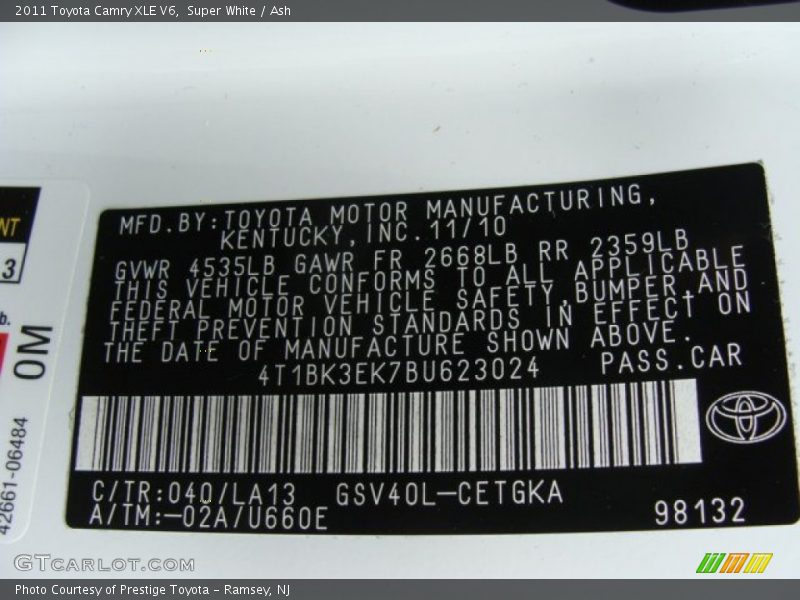 2011 Toyota Camry XLE V6, Super White / Ash
MFD.BY:TOYOTA MOTOR MANUFACTURING,
KENTUCKY,INC.11/10
GVWR 4535LB GAWR FR 2668LB RR 2359LB
THIS VEHICLE CONFORMS TO ALL APPLICABLE
FEDERAL MOTOR VEHICLE SAFETY,BUMPER,AND
THEFT PREVENTION STANDARDS IN EFFECT ON
THE DATE OF MANUFACTURE SHOWN ABOVE.
4T1BK3EK7BU623024 PASS.CAR
C/TR:040/LA13 GSV40L-CETGKA
A/TM:-02A/U660E 98132
NT
3
b.
OM
42661-06484
GTCARLOT.COM
Photo Courtesy of Prestige Toyota - Ramsey, NJ